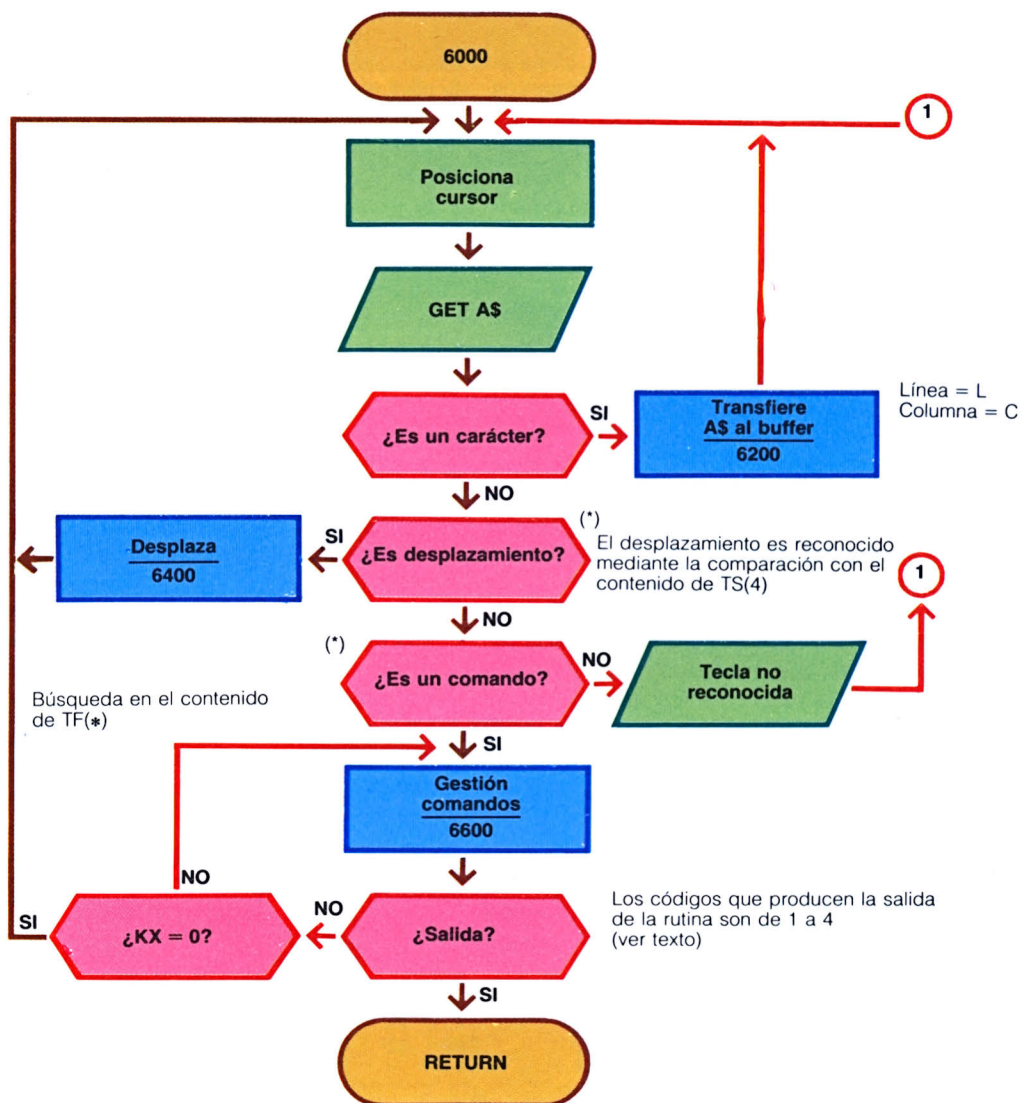 6000
1
Posiciona
cursor
GET A$
¿Es un carácter?
SI
Transfiere
A$ al buffer
6200
Línea = L
Columna = C
NO
Desplaza
6400
SI
¿Es desplazamiento?
(*)
El desplazamiento es reconocido
mediante la comparación con el
contenido de TS(4)
1
NO
(*)
¿Es un comando?
NO
Tecla no
reconocida
Búsqueda en el contenido
de TF(*)
SI
Gestión
comandos
6600
NO
SI
¿KX = 0?
NO
¿Salida?
Los códigos que producen la salida
de la rutina son de 1 a 4
(ver texto)
SI
RETURN